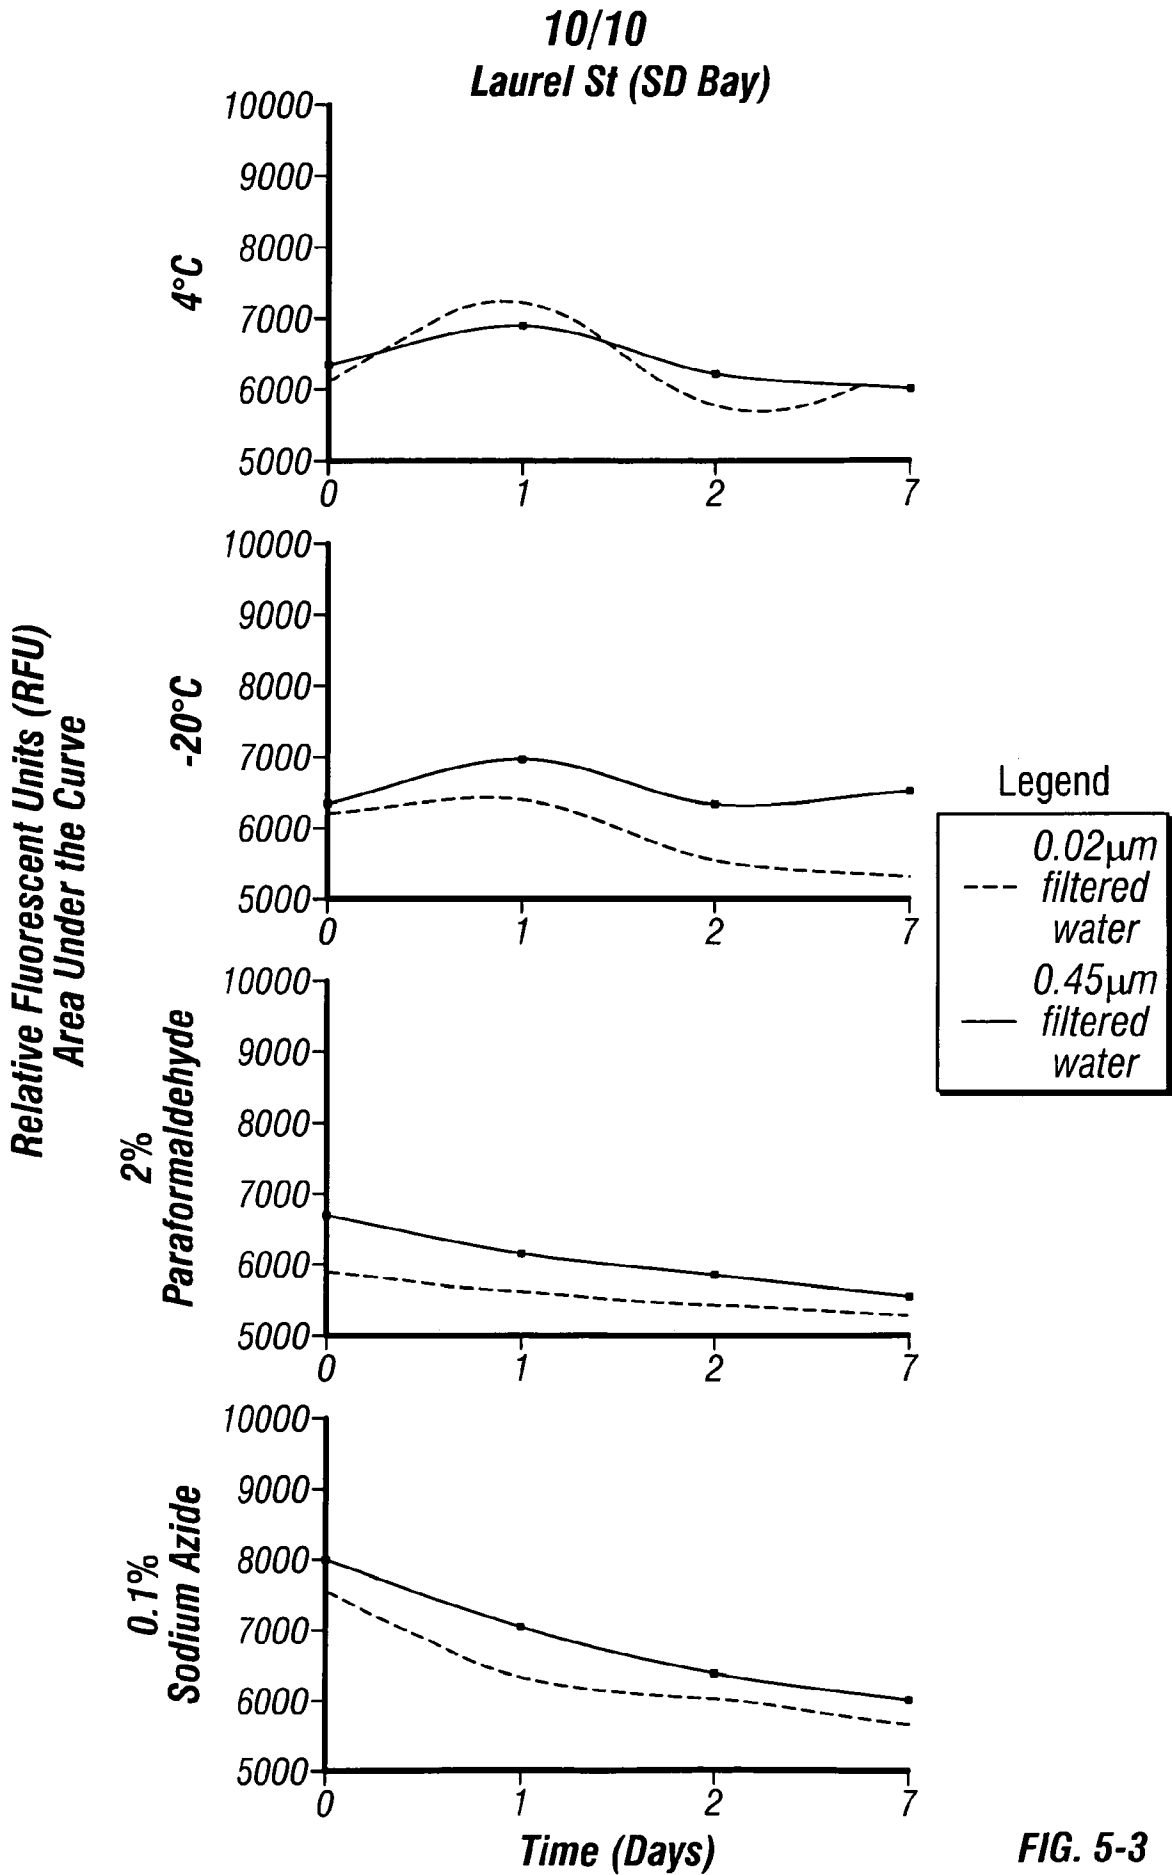 10/10
Laurel St (SD Bay)
Relative Fluorescent Units (RFU)
Area Under the Curve
4°C
10000
9000
8000
7000
6000
5000
0 1 2 7
-20°C
10000
9000
8000
7000
6000
5000
0 1 2 7
Legend
0.02µm
filtered
water
0.45µm
filtered
water
2%
Paraformaldehyde
10000
9000
8000
7000
6000
5000
0 1 2 7
0.1%
Sodium Azide
10000
9000
8000
7000
6000
5000
0 1 2 7
Time (Days)
FIG. 5-3